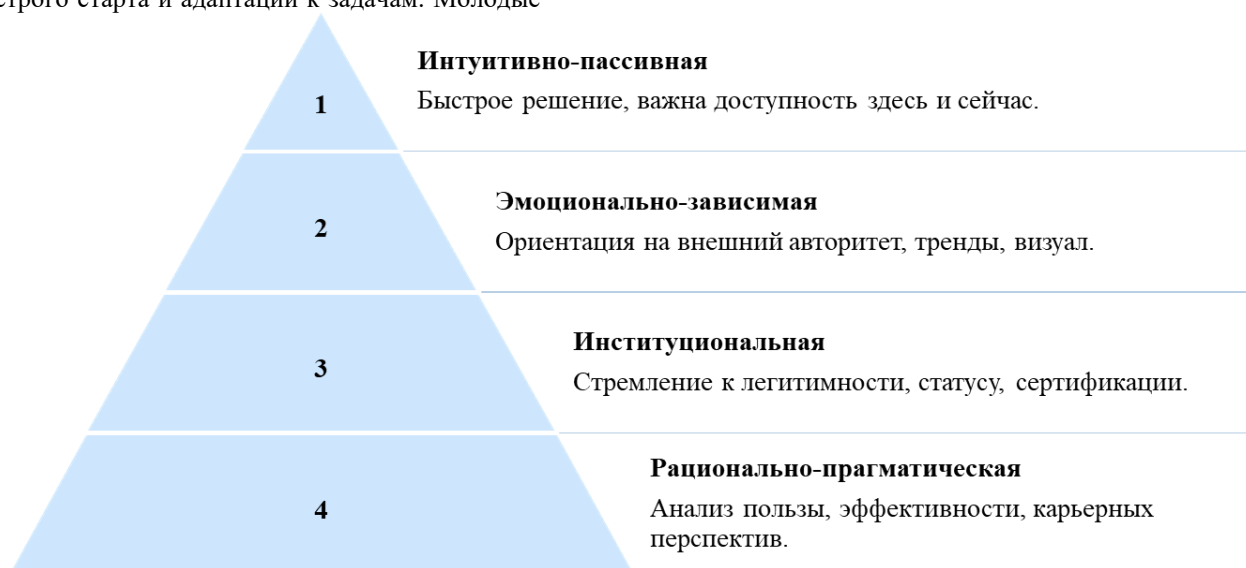 старта и адаптации к задачам. Молодые
1
Интуитивно-пассивная
Быстрое решение, важна доступность здесь и сейчас.
2
Эмоционально-зависимая
Ориентация на внешний авторитет, тренды, визуал.
3
Институциональная
Стремление к легитимности, статусу, сертификации.
4
Рационально-прагматическая
Анализ пользы, эффективности, карьерных
перспектив.